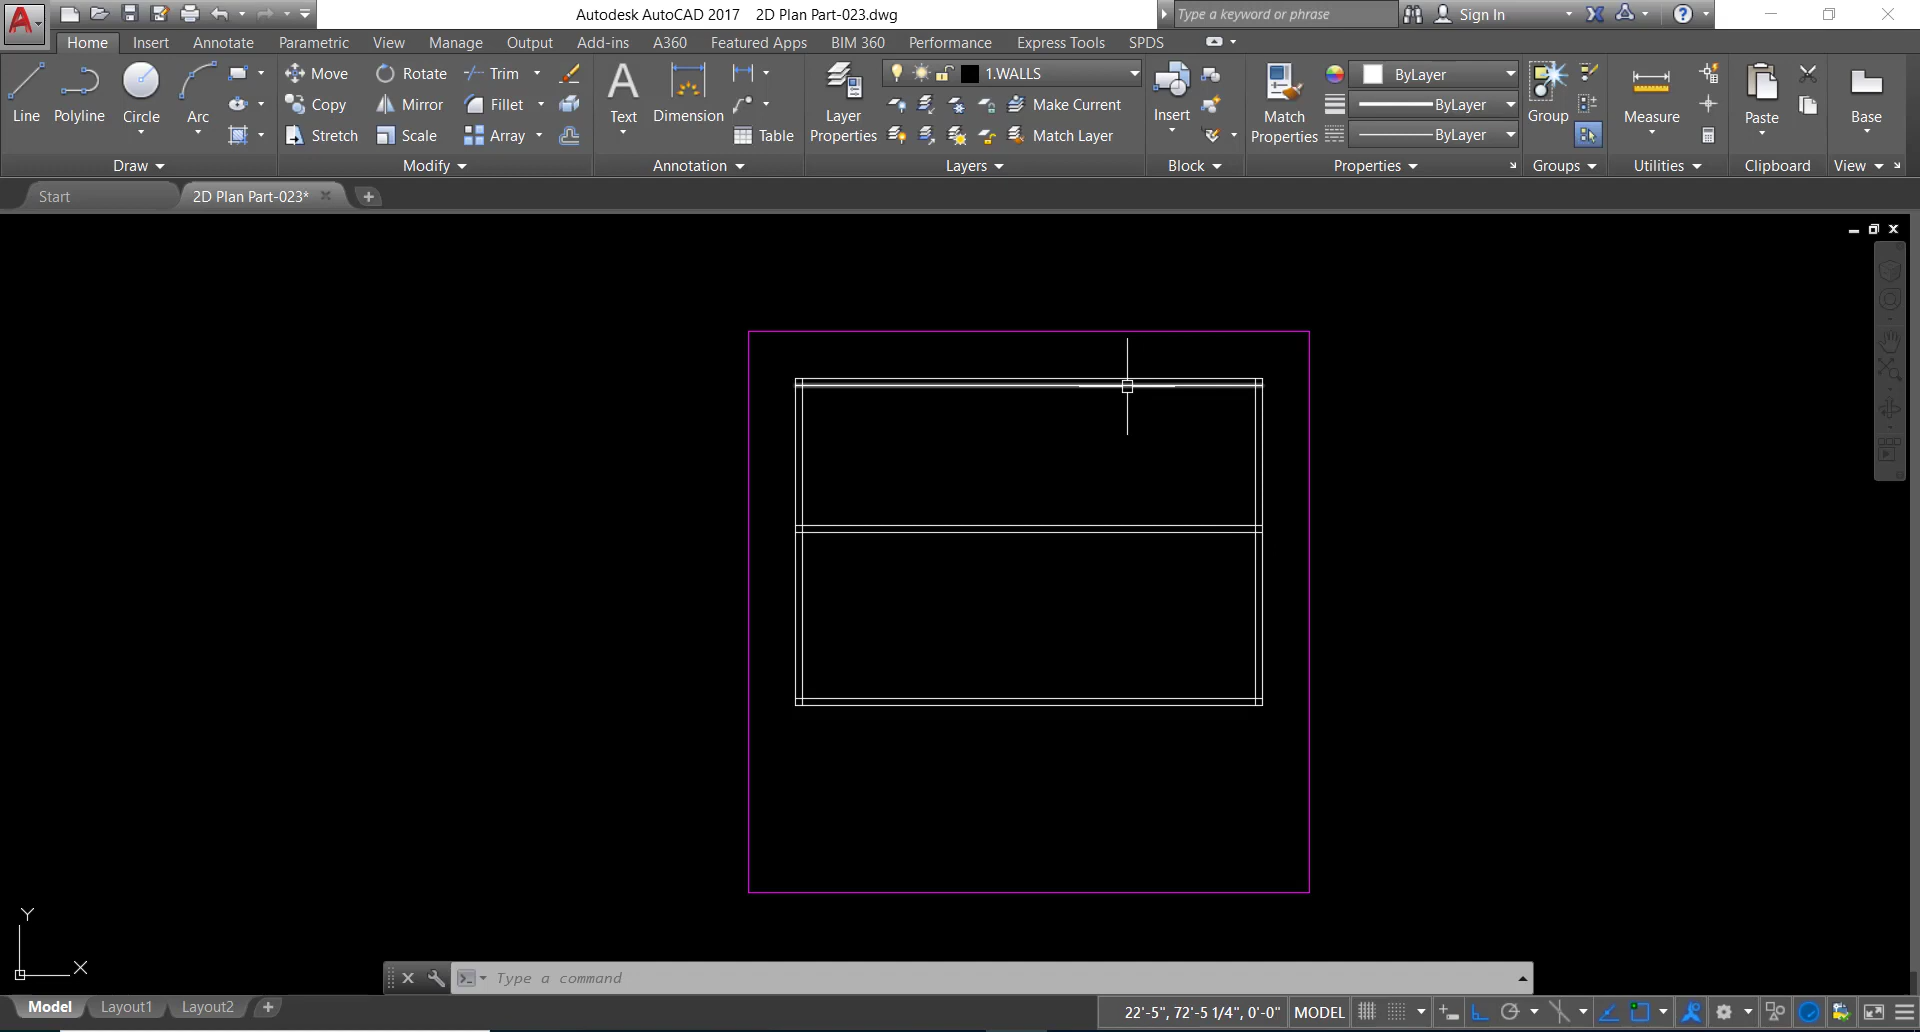 Autodesk AutoCAD 2017 2D Plan Part-023.dwg
Type a keyword or phrase
Sign In
Home Insert Annotate Parametric View Manage Output Add-ins A360 Featured Apps BIM 360 Performance Express Tools SPDS
Line Polyline Circle Arc
Move Rotate Trim
Copy Mirror Fillet
Stretch Scale Array
Text Dimension Table
Layer Properties
1.WALLS
Make Current
Match Layer
Insert
Match Properties
ByLayer
ByLayer
ByLayer
Group
Measure
Paste
Base
Draw Modify Annotation Layers Block Properties Groups Utilities Clipboard View
Start 2D Plan Part-023*
Y
X
Type a command
Model Layout1 Layout2
22'-5", 72'-5 1/4", 0'-0" MODEL